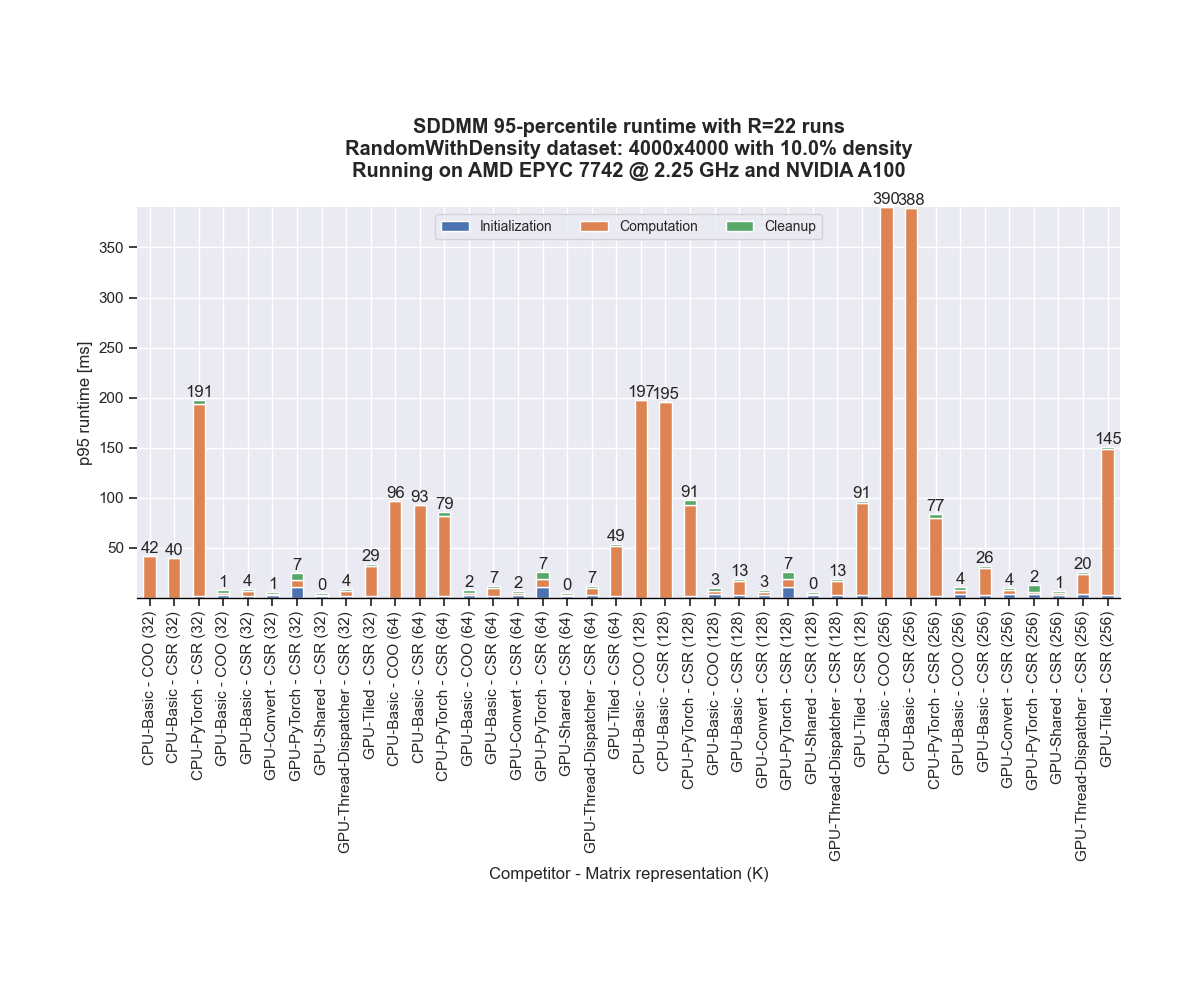 SDDMM 95-percentile runtime with R=22 runs
RandomWithDensity dataset: 4000x4000 with 10.0% density
Running on AMD EPYC 7742 @ 2.25 GHz and NVIDIA A100
Initialization
Computation
Cleanup
p95 runtime [ms]
350
300
250
200
150
100
50
42
40
191
1
4
1
7
0
4
29
96
93
79
2
7
2
7
0
7
49
197
195
91
3
13
3
7
0
13
91
390
388
77
4
26
4
2
1
20
145
CPU-Basic - COO (32)
CPU-Basic - CSR (32)
CPU-PyTorch - CSR (32)
GPU-Basic - COO (32)
GPU-Basic - CSR (32)
GPU-Convert - CSR (32)
GPU-PyTorch - CSR (32)
GPU-Shared - CSR (32)
GPU-Thread-Dispatcher - CSR (32)
GPU-Tiled - CSR (32)
CPU-Basic - COO (64)
CPU-Basic - CSR (64)
CPU-PyTorch - CSR (64)
GPU-Basic - COO (64)
GPU-Basic - CSR (64)
GPU-Convert - CSR (64)
GPU-PyTorch - CSR (64)
GPU-Shared - CSR (64)
GPU-Thread-Dispatcher - CSR (64)
GPU-Tiled - CSR (64)
CPU-Basic - COO (128)
CPU-Basic - CSR (128)
CPU-PyTorch - CSR (128)
GPU-Basic - COO (128)
GPU-Basic - CSR (128)
GPU-Convert - CSR (128)
GPU-PyTorch - CSR (128)
GPU-Shared - CSR (128)
GPU-Thread-Dispatcher - CSR (128)
GPU-Tiled - CSR (128)
CPU-Basic - COO (256)
CPU-Basic - CSR (256)
CPU-PyTorch - CSR (256)
GPU-Basic - COO (256)
GPU-Basic - CSR (256)
GPU-Convert - CSR (256)
GPU-PyTorch - CSR (256)
GPU-Shared - CSR (256)
GPU-Thread-Dispatcher - CSR (256)
GPU-Tiled - CSR (256)
Competitor - Matrix representation (K)